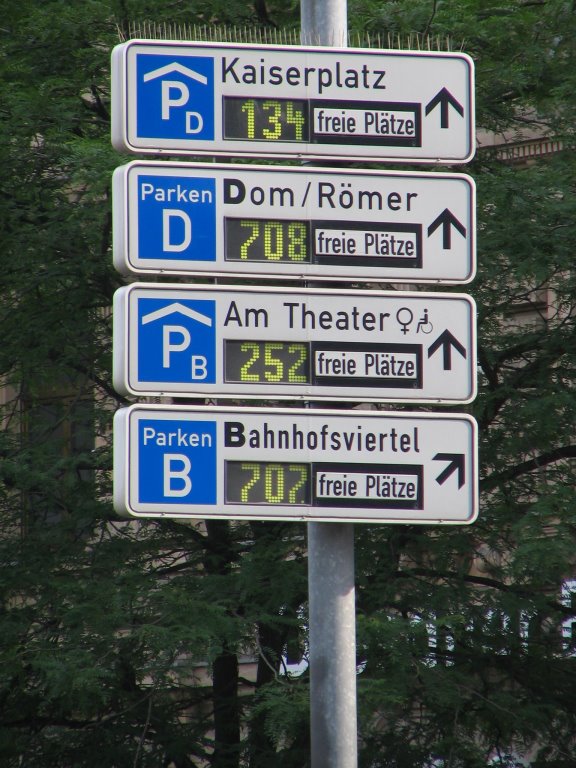 P D Kaiserplatz
134 freie Plätze
Parken D Dom/Römer
708 freie Plätze
P B Am Theater
252 freie Plätze
Parken B Bahnhofsviertel
707 freie Plätze